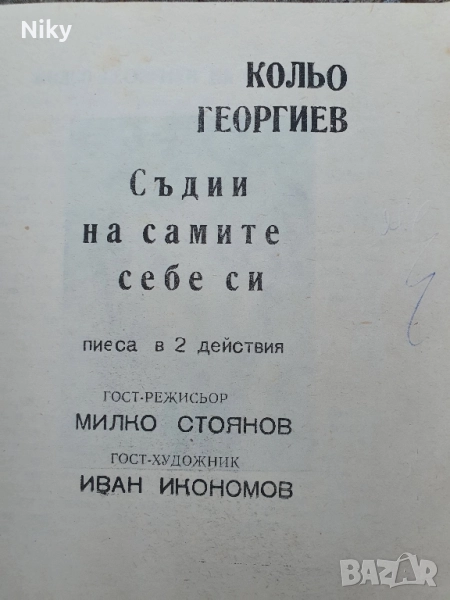 Niky
КОЛЬО
ГЕОРГИЕВ
Съдии
на самите
себе си
пиеса в 2 действия
ГОСТ-РЕЖИСЬОР
МИЛКО СТОЯНОВ
ГОСТ-ХУДОЖНИК
ИВАН ИКОНОМОВ
BAZAR